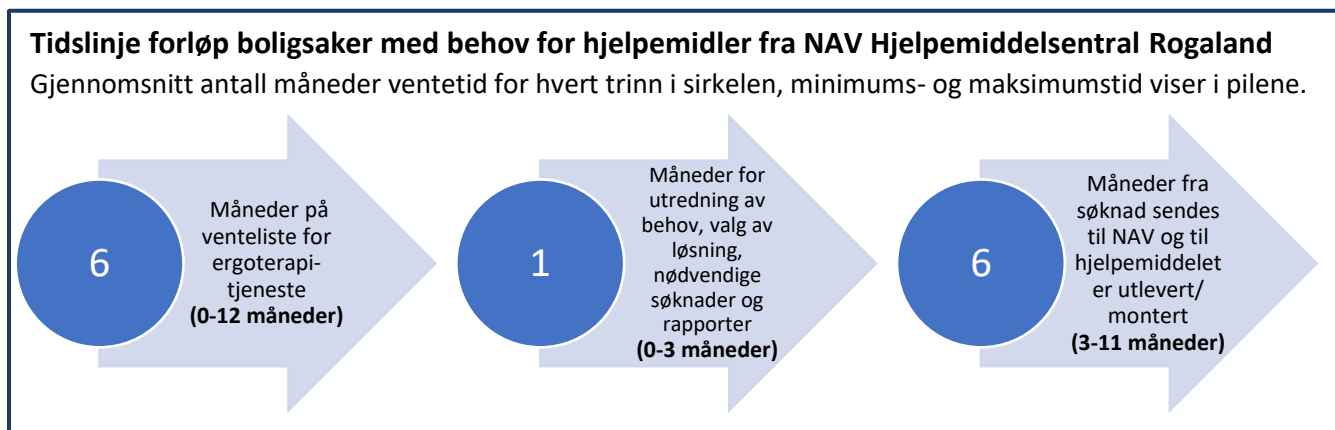 Tidslinje forløp boligsaker med behov for hjelpemidler fra NAV Hjelpemiddelsentral Rogaland
Gjennomsnitt antall måneder ventetid for hvert trinn i sirkelen, minimums- og maksimumstid viser i pilene.
6
Måneder på
venteliste for
ergoterapi-
tjeneste
(0-12 måneder)
1
Måneder for
utredning av
behov, valg av
løsning,
nødvendige
søknader og
rapporter
(0-3 måneder)
6
Måneder fra
søknad sendes
til NAV og til
hjelpemiddelet
er utlevert/
montert
(3-11 måneder)